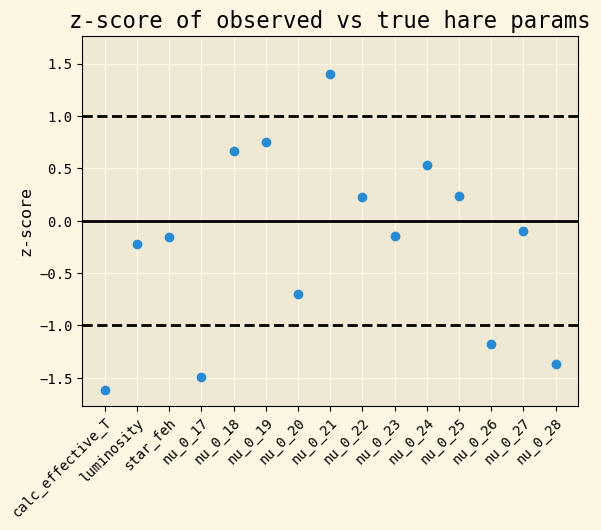 z-score of observed vs true hare params
z-score
1.5
1.0
0.5
0.0
−0.5
−1.0
−1.5
calc_effective_T
luminosity
star_feh
nu_0_17
nu_0_18
nu_0_19
nu_0_20
nu_0_21
nu_0_22
nu_0_23
nu_0_24
nu_0_25
nu_0_26
nu_0_27
nu_0_28